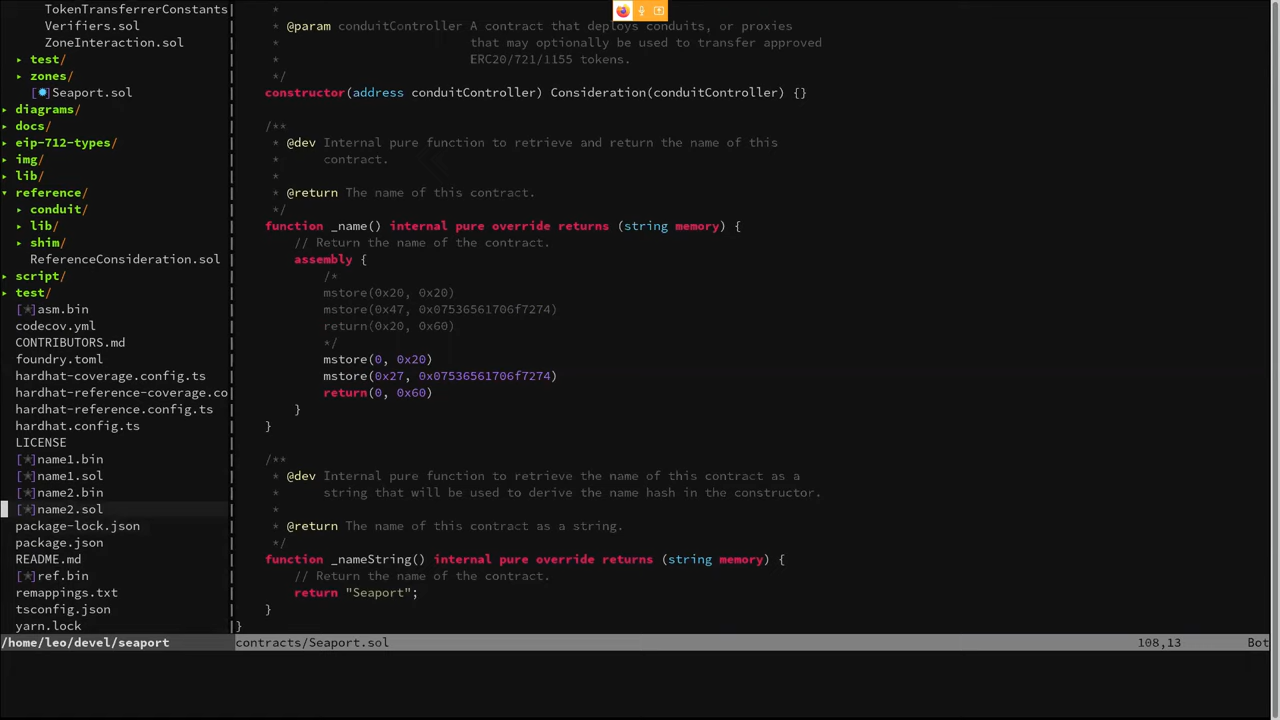 TokenTransferrerConstants
Verifiers.sol
ZoneInteraction.sol
▸ test/
▸ zones/
[✹]Seaport.sol
▸ diagrams/
▸ docs/
▸ eip-712-types/
▸ img/
▸ lib/
▾ reference/
▸ conduit/
▸ lib/
▸ shim/
ReferenceConsideration.sol
▸ script/
▸ test/
[★]asm.bin
codecov.yml
CONTRIBUTORS.md
foundry.toml
hardhat-coverage.config.ts
hardhat-reference-coverage.co
hardhat-reference.config.ts
hardhat.config.ts
LICENSE
[★]name1.bin
[★]name1.sol
[★]name2.bin
[★]name2.sol
package-lock.json
package.json
README.md
[★]ref.bin
remappings.txt
tsconfig.json
yarn.lock
/home/leo/devel/seaport
*
* @param conduitController A contract that deploys conduits, or proxies
* that may optionally be used to transfer approved
* ERC20/721/1155 tokens.
*/
constructor(address conduitController) Consideration(conduitController) {}
/**
* @dev Internal pure function to retrieve and return the name of this
* contract.
*
* @return The name of this contract.
*/
function _name() internal pure override returns (string memory) {
// Return the name of the contract.
assembly {
/*
mstore(0x20, 0x20)
mstore(0x47, 0x07536561706f7274)
return(0x20, 0x60)
*/
mstore(0, 0x20)
mstore(0x27, 0x07536561706f7274)
return(0, 0x60)
}
}
/**
* @dev Internal pure function to retrieve the name of this contract as a
* string that will be used to derive the name hash in the constructor.
*
* @return The name of this contract as a string.
*/
function _nameString() internal pure override returns (string memory) {
// Return the name of the contract.
return "Seaport";
}
}
contracts/Seaport.sol 108,13 Bot